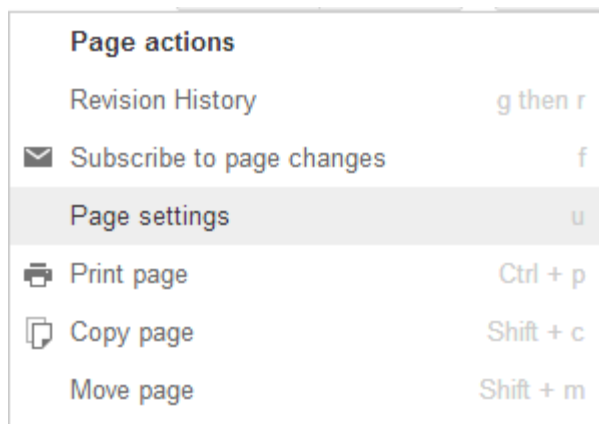 Page actions
Revision History g then r
Subscribe to page changes f
Page settings u
Print page Ctrl + p
Copy page Shift + c
Move page Shift + m